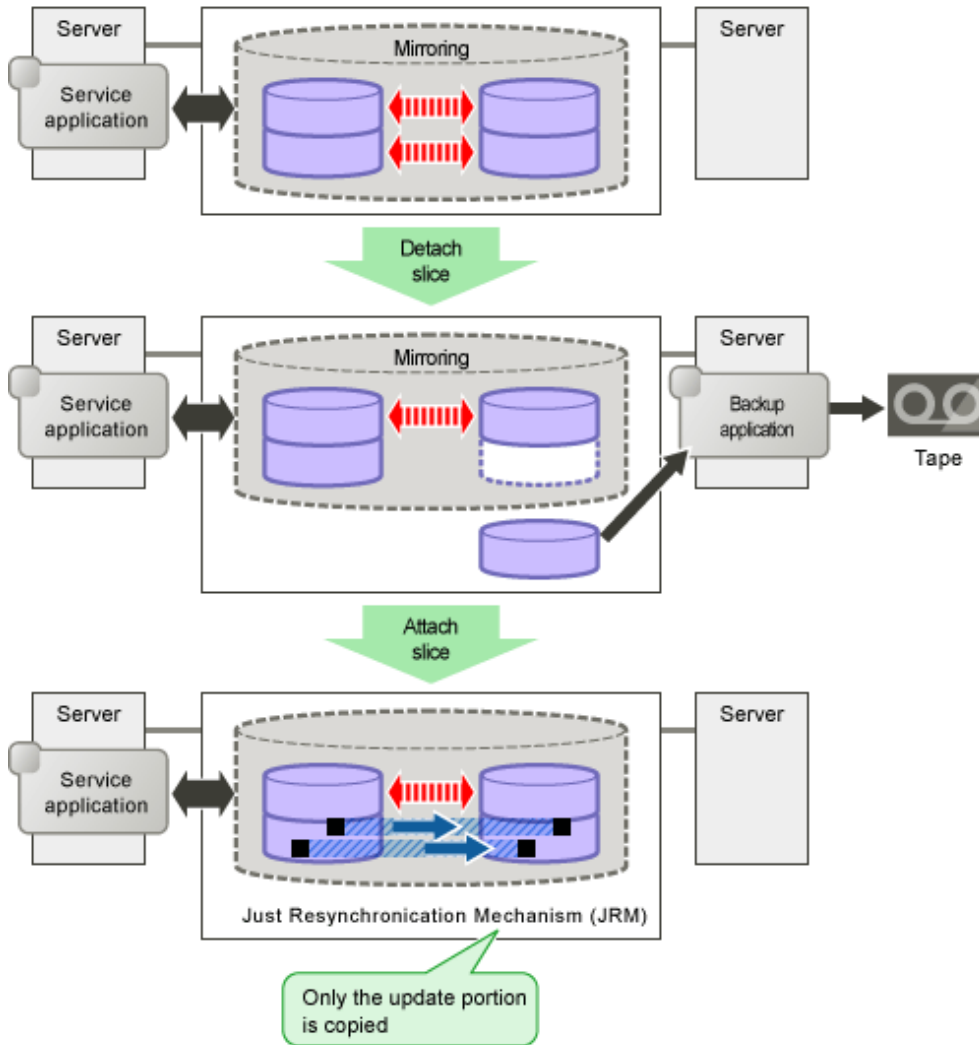 Server
Mirroring
Server
Service
application
Detach
slice
Server
Mirroring
Server
Service
application
Backup
application
Tape
Attach
slice
Server
Server
Service
application
Just Resynchronication Mechanism (JRM)
Only the update portion
is copied